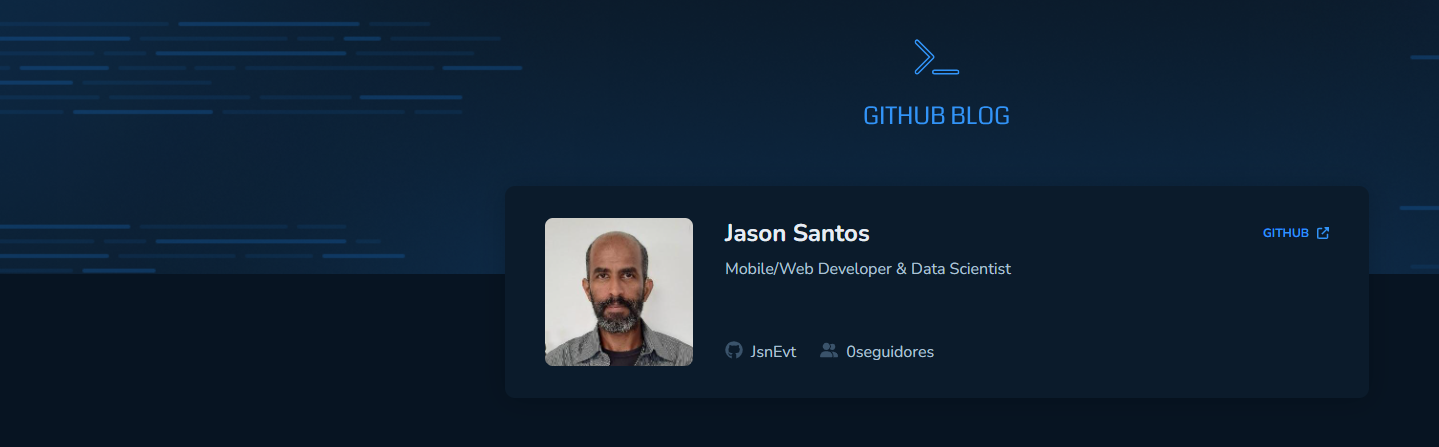 GITHUB BLOG
Jason Santos
GITHUB
Mobile/Web Developer & Data Scientist
JsnEvt 0seguidores